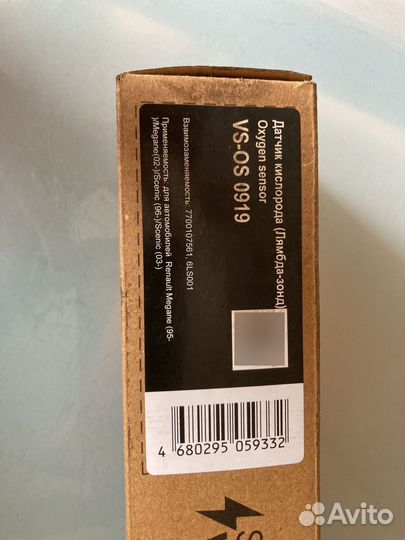 Датчик кислорода (Лямбда-зонд)
Oxygen sensor
VS-OS 0919
Взаимозаменяемость: 7700107561, 6LS001
Применяемость: для автомобилей Renault Megane (95-
)/Megane(02-)/Scenic (96-)/Scenic (03-)
4 680295 059332
Avito